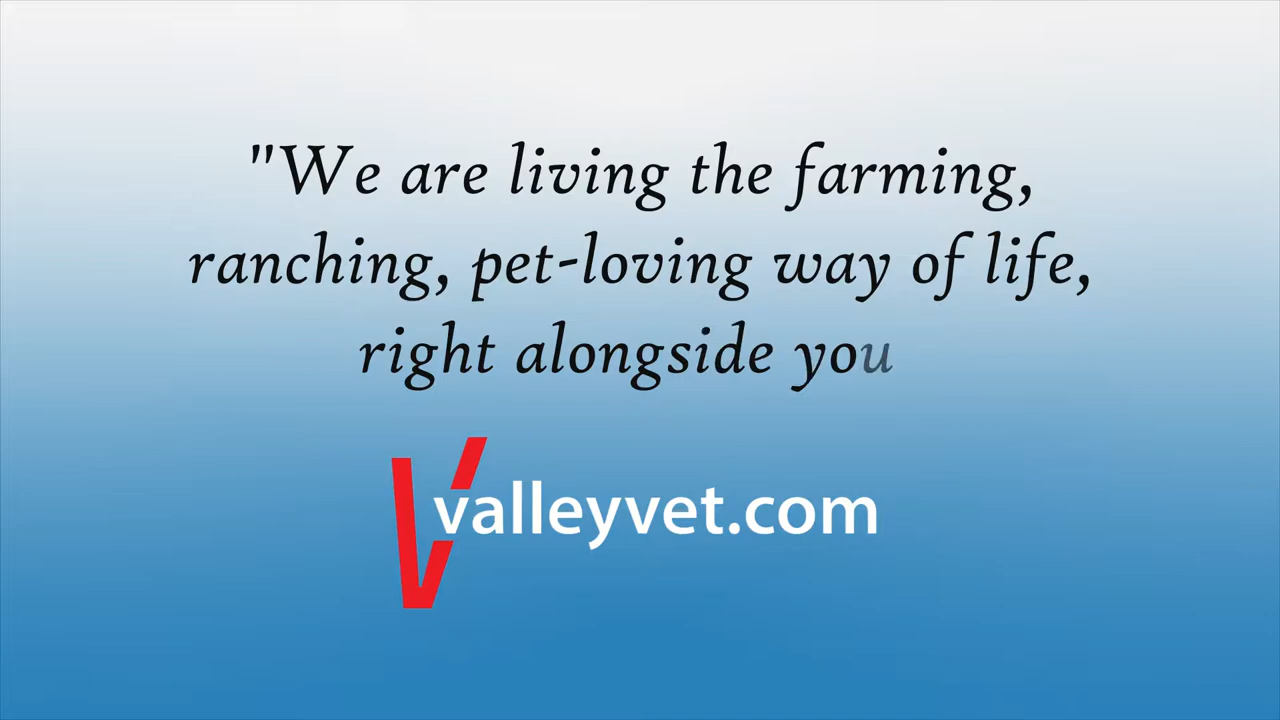 "We are living the farming,
ranching, pet-loving way of life,
right alongside you
valleyvet.com